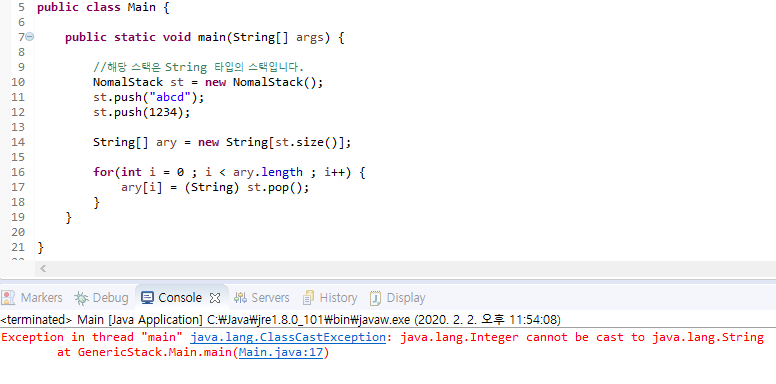 5 public class Main {
6
7 public static void main(String[] args) {
8
9 //해당 스택은 String 타입의 스택입니다.
10 NomalStack st = new NomalStack();
11 st.push("abcd");
12 st.push(1234);
13
14 String[] ary = new String[st.size()];
15
16 for(int i = 0 ; i < ary.length ; i++) {
17 ary[i] = (String) st.pop();
18 }
19 }
20
21 }
Markers Debug Console Servers History Display
<terminated> Main [Java Application] C:₩Java₩jre1.8.0_101₩bin₩javaw.exe (2020. 2. 2. 오후 11:54:08)
Exception in thread "main" java.lang.ClassCastException: java.lang.Integer cannot be cast to java.lang.String
at GenericStack.Main.main(Main.java:17)